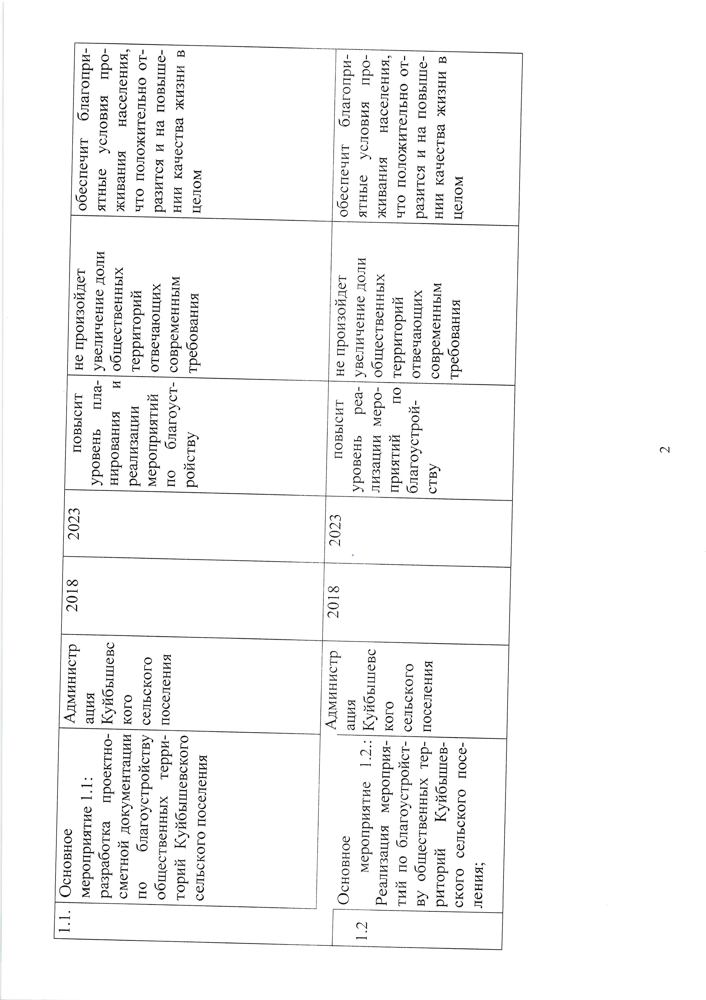 1.1.
Основное
мероприятие 1.1:
разработка проектно-
сметной документации
по благоустройству
общественных терри-
торий Куйбышевского
сельского поселения
Администр
ация
Куйбышевс
кого
сельского
поселения
2018
2023
повысит
уровень пла-
нирования и
реализации
мероприятий
по благоуст-
ройству
не произойдет
увеличение доли
общественных
территорий
отвечающих
современным
требования
обеспечит благопри-
ятные условия про-
живания населения,
что положительно от-
разится и на повыше-
нии качества жизни в
целом
1.2
Основное
мероприятие 1.2.:
Реализация мероприя-
тий по благоустройст-
ву общественных тер-
риторий Куйбышев-
ского сельского посе-
ления;
Администр
ация
Куйбышевс
кого
сельского
поселения
2018
2023
повысит
уровень реа-
лизации меро-
приятий по
благоустрой-
ству
не произойдет
увеличение доли
общественных
территорий
отвечающих
современным
требования
обеспечит благопри-
ятные условия про-
живания населения,
что положительно от-
разится и на повыше-
нии качества жизни в
целом
2